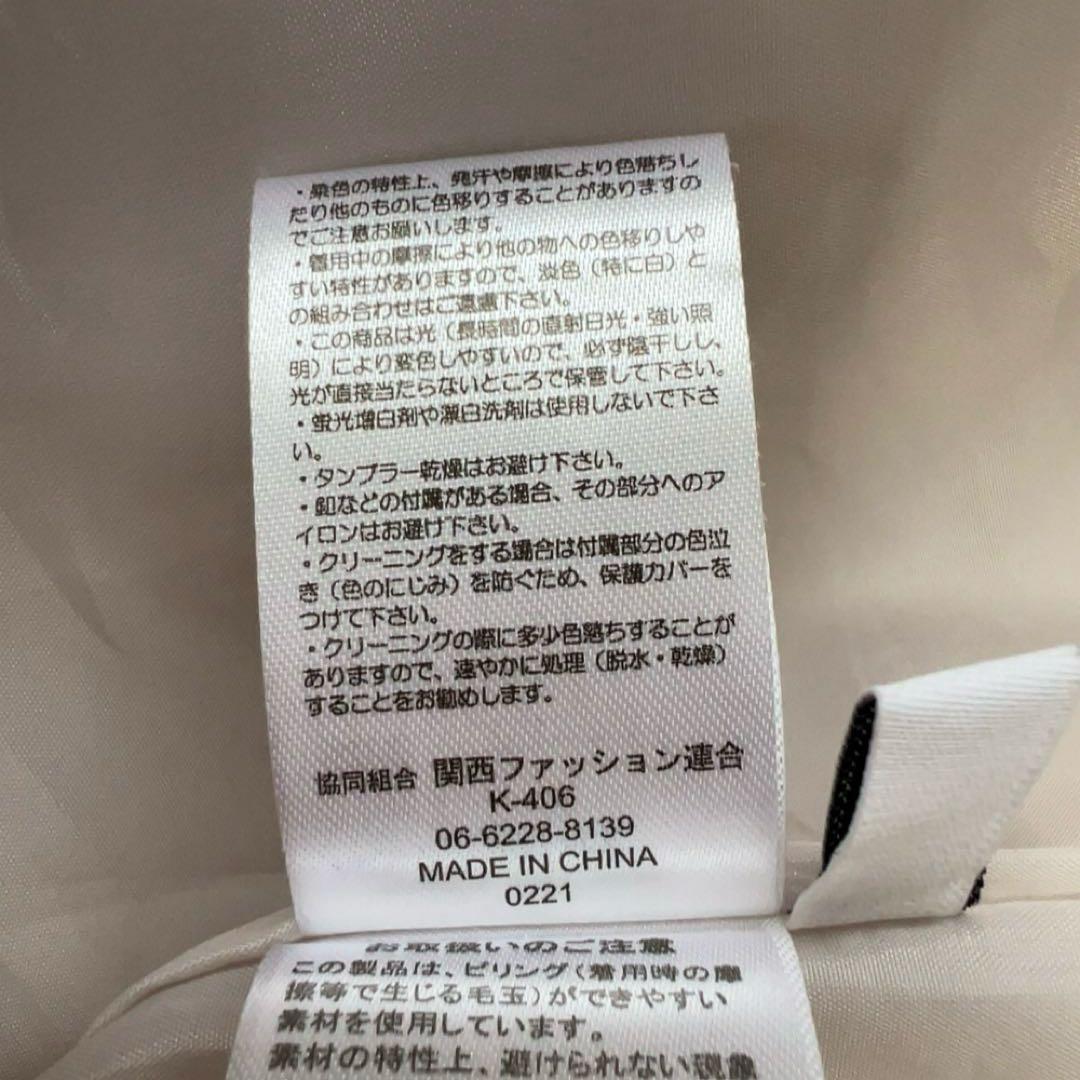 ・染色の特性上、発汗や摩擦により色落ちし
たり他のものに色移りすることがありますの
でご注意お願いします。
・着用中の摩擦により他の物への色移りしや
すい特性がありますので、淡色（特に白）と
の組み合わせはご遠慮下さい。
・この商品は光（長時間の直射日光・強い照
明）により変色しやすいので、必ず陰干しし、
光が直接当たらないところで保管して下さい。
・蛍光増白剤や漂白洗剤は使用しないで下さ
い。
・タンブラー乾燥はお避け下さい。
・釦などの付属がある場合、その部分へのア
イロンはお避け下さい。
・クリーニングをする場合は付属部分の色泣
き（色のにじみ）を防ぐため、保護カバーを
つけて下さい。
・クリーニングの際に多少色落ちすることが
ありますので、速やかに処理（脱水・乾燥）
することをお勧めします。
協同組合 関西ファッション連合
K-406
06-6228-8139
MADE IN CHINA
0221
お取扱いのご注意
この製品は、ピリング（着用時の摩
擦等で生じる毛玉）ができやすい
素材を使用しています。
素材の特性上、避けられない現象